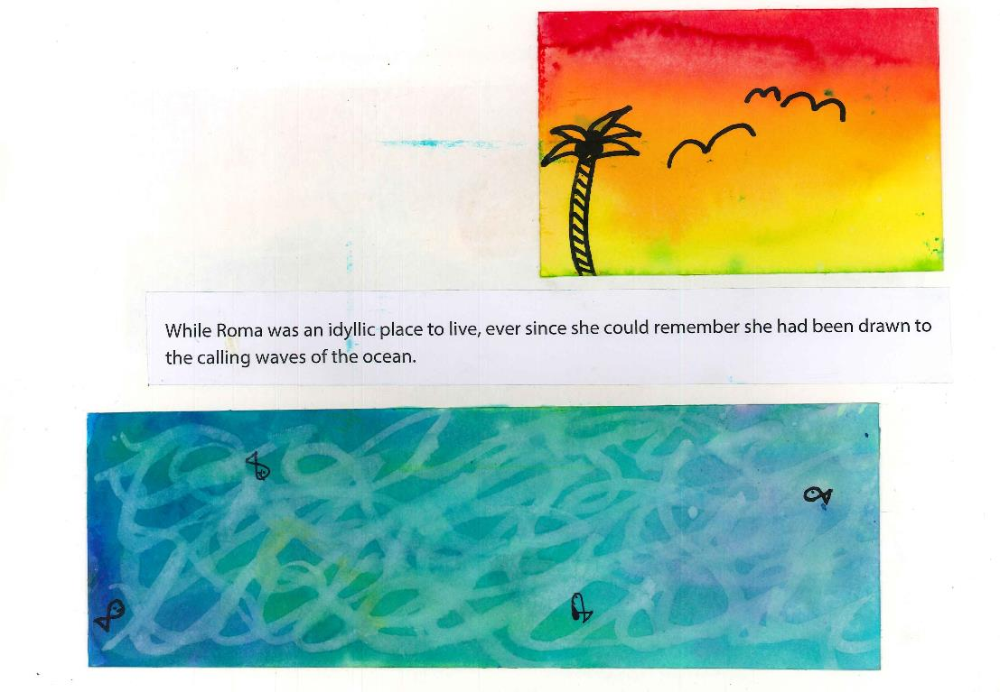 While Roma was an idyllic place to live, ever since she could remember she had been drawn to
the calling waves of the ocean.